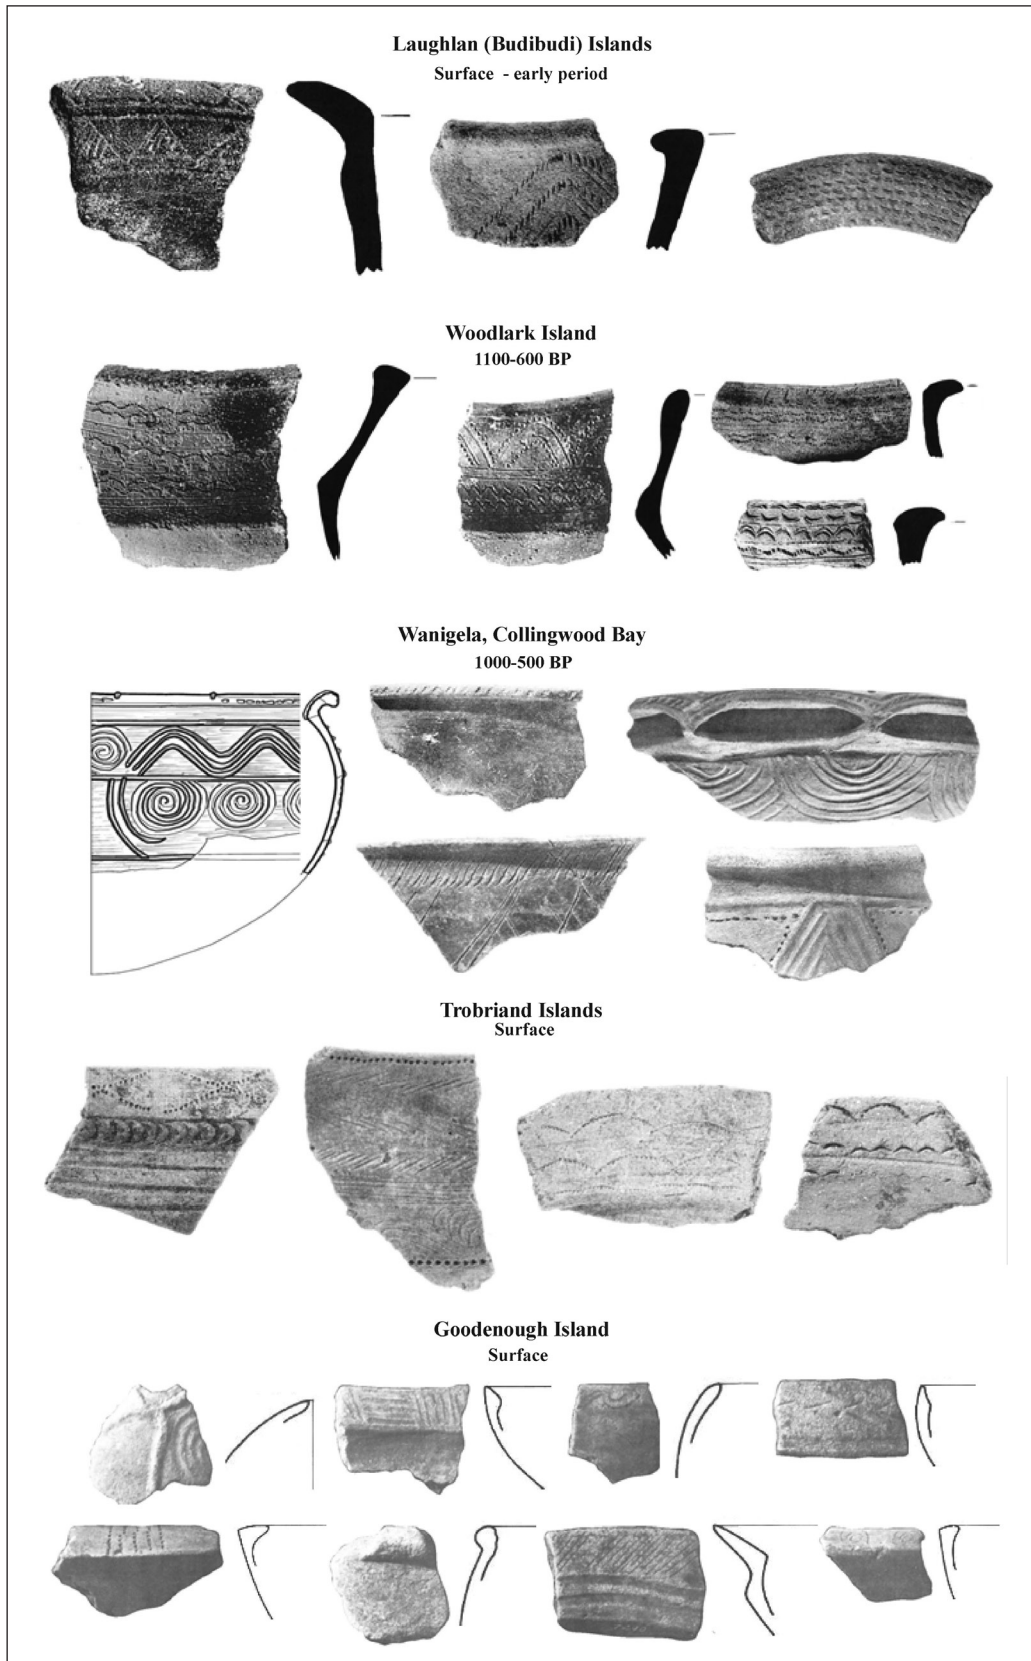 Laughlan (Budibudi) Islands
Surface - early period
Woodlark Island
1100-600 BP
Wanigela, Collingwood Bay
1000-500 BP
Trobriand Islands
Surface
Goodenough Island
Surface